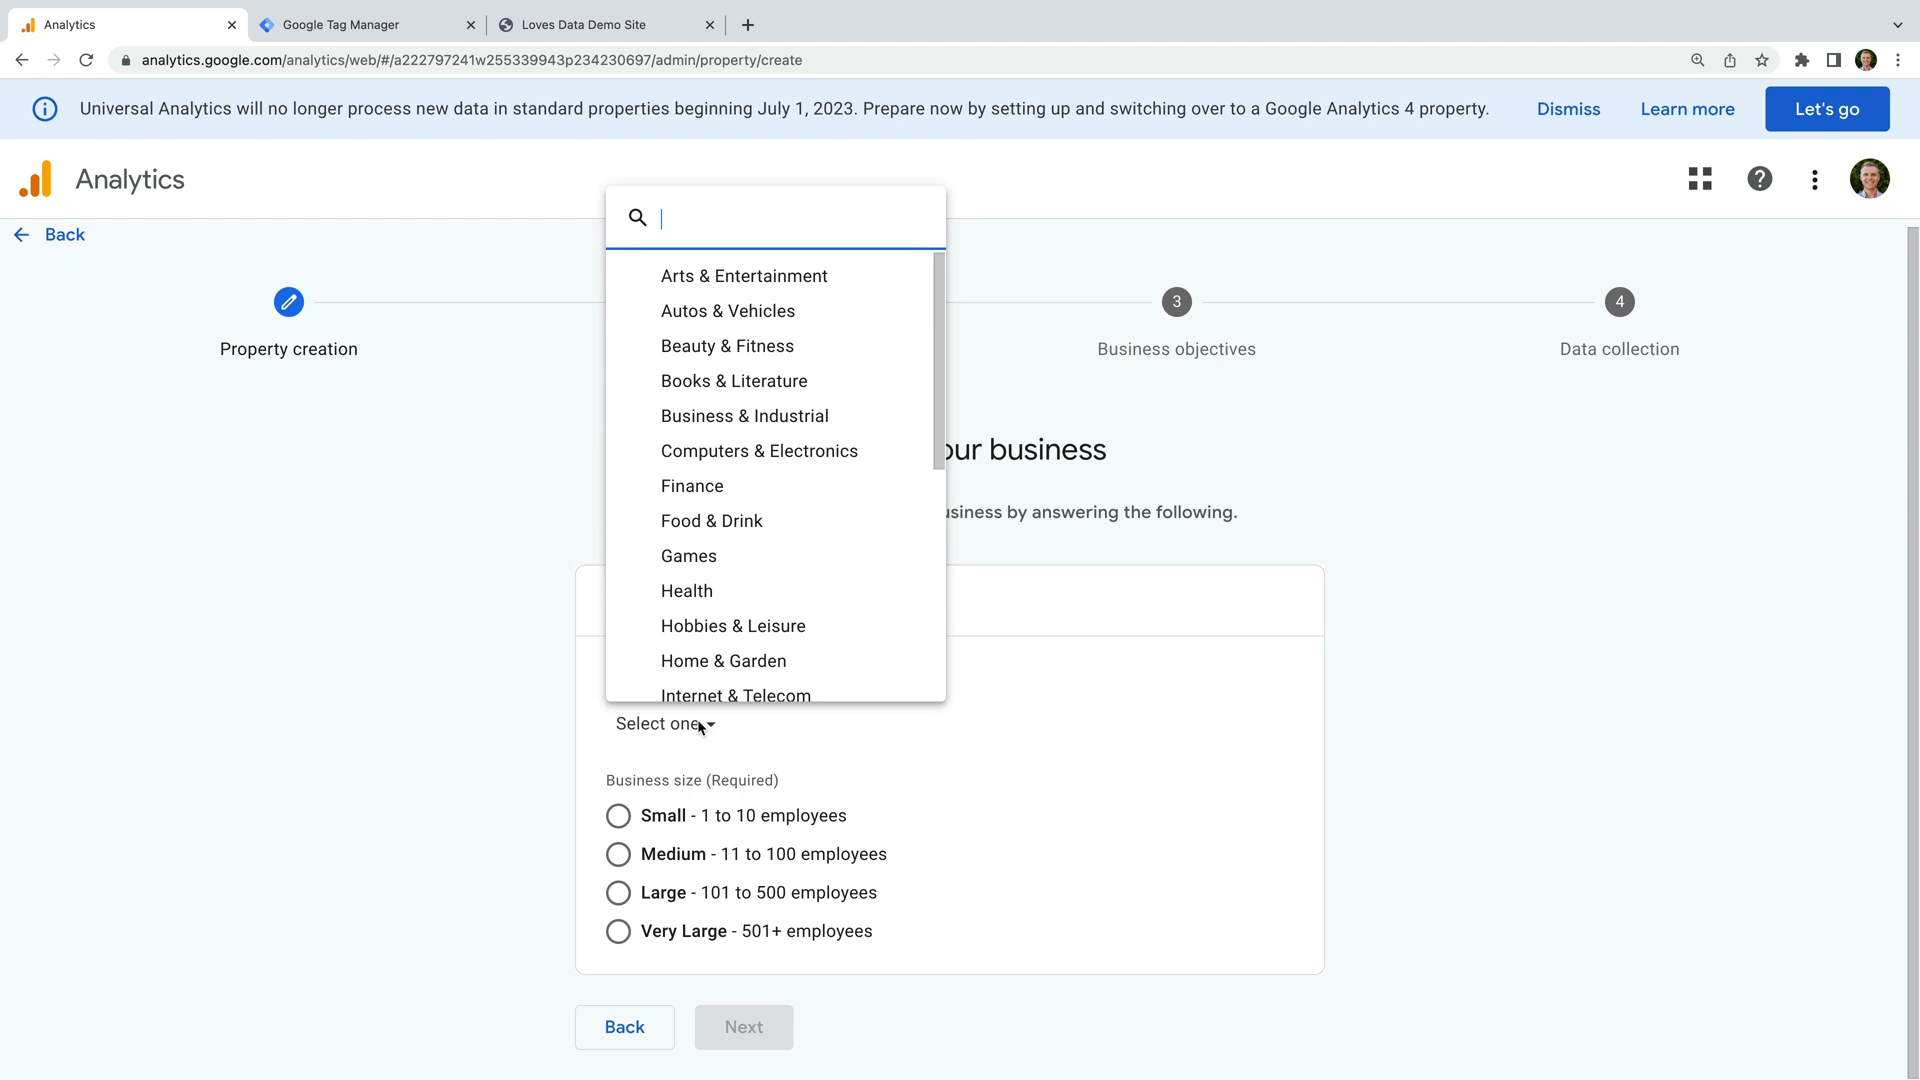 Analytics
Google Tag Manager
Loves Data Demo Site
analytics.google.com/analytics/web/#/a222797241w255339943p234230697/admin/property/create
Universal Analytics will no longer process new data in standard properties beginning July 1, 2023. Prepare now by setting up and switching over to a Google Analytics 4 property.
Dismiss
Learn more
Let's go
Analytics
Back
Arts & Entertainment
Autos & Vehicles
Beauty & Fitness
Books & Literature
Business & Industrial
Computers & Electronics
Finance
Food & Drink
Games
Health
Hobbies & Leisure
Home & Garden
Internet & Telecom
Property creation
3
Business objectives
4
Data collection
our business
usiness by answering the following.
Select one
Business size (Required)
Small - 1 to 10 employees
Medium - 11 to 100 employees
Large - 101 to 500 employees
Very Large - 501+ employees
Back
Next